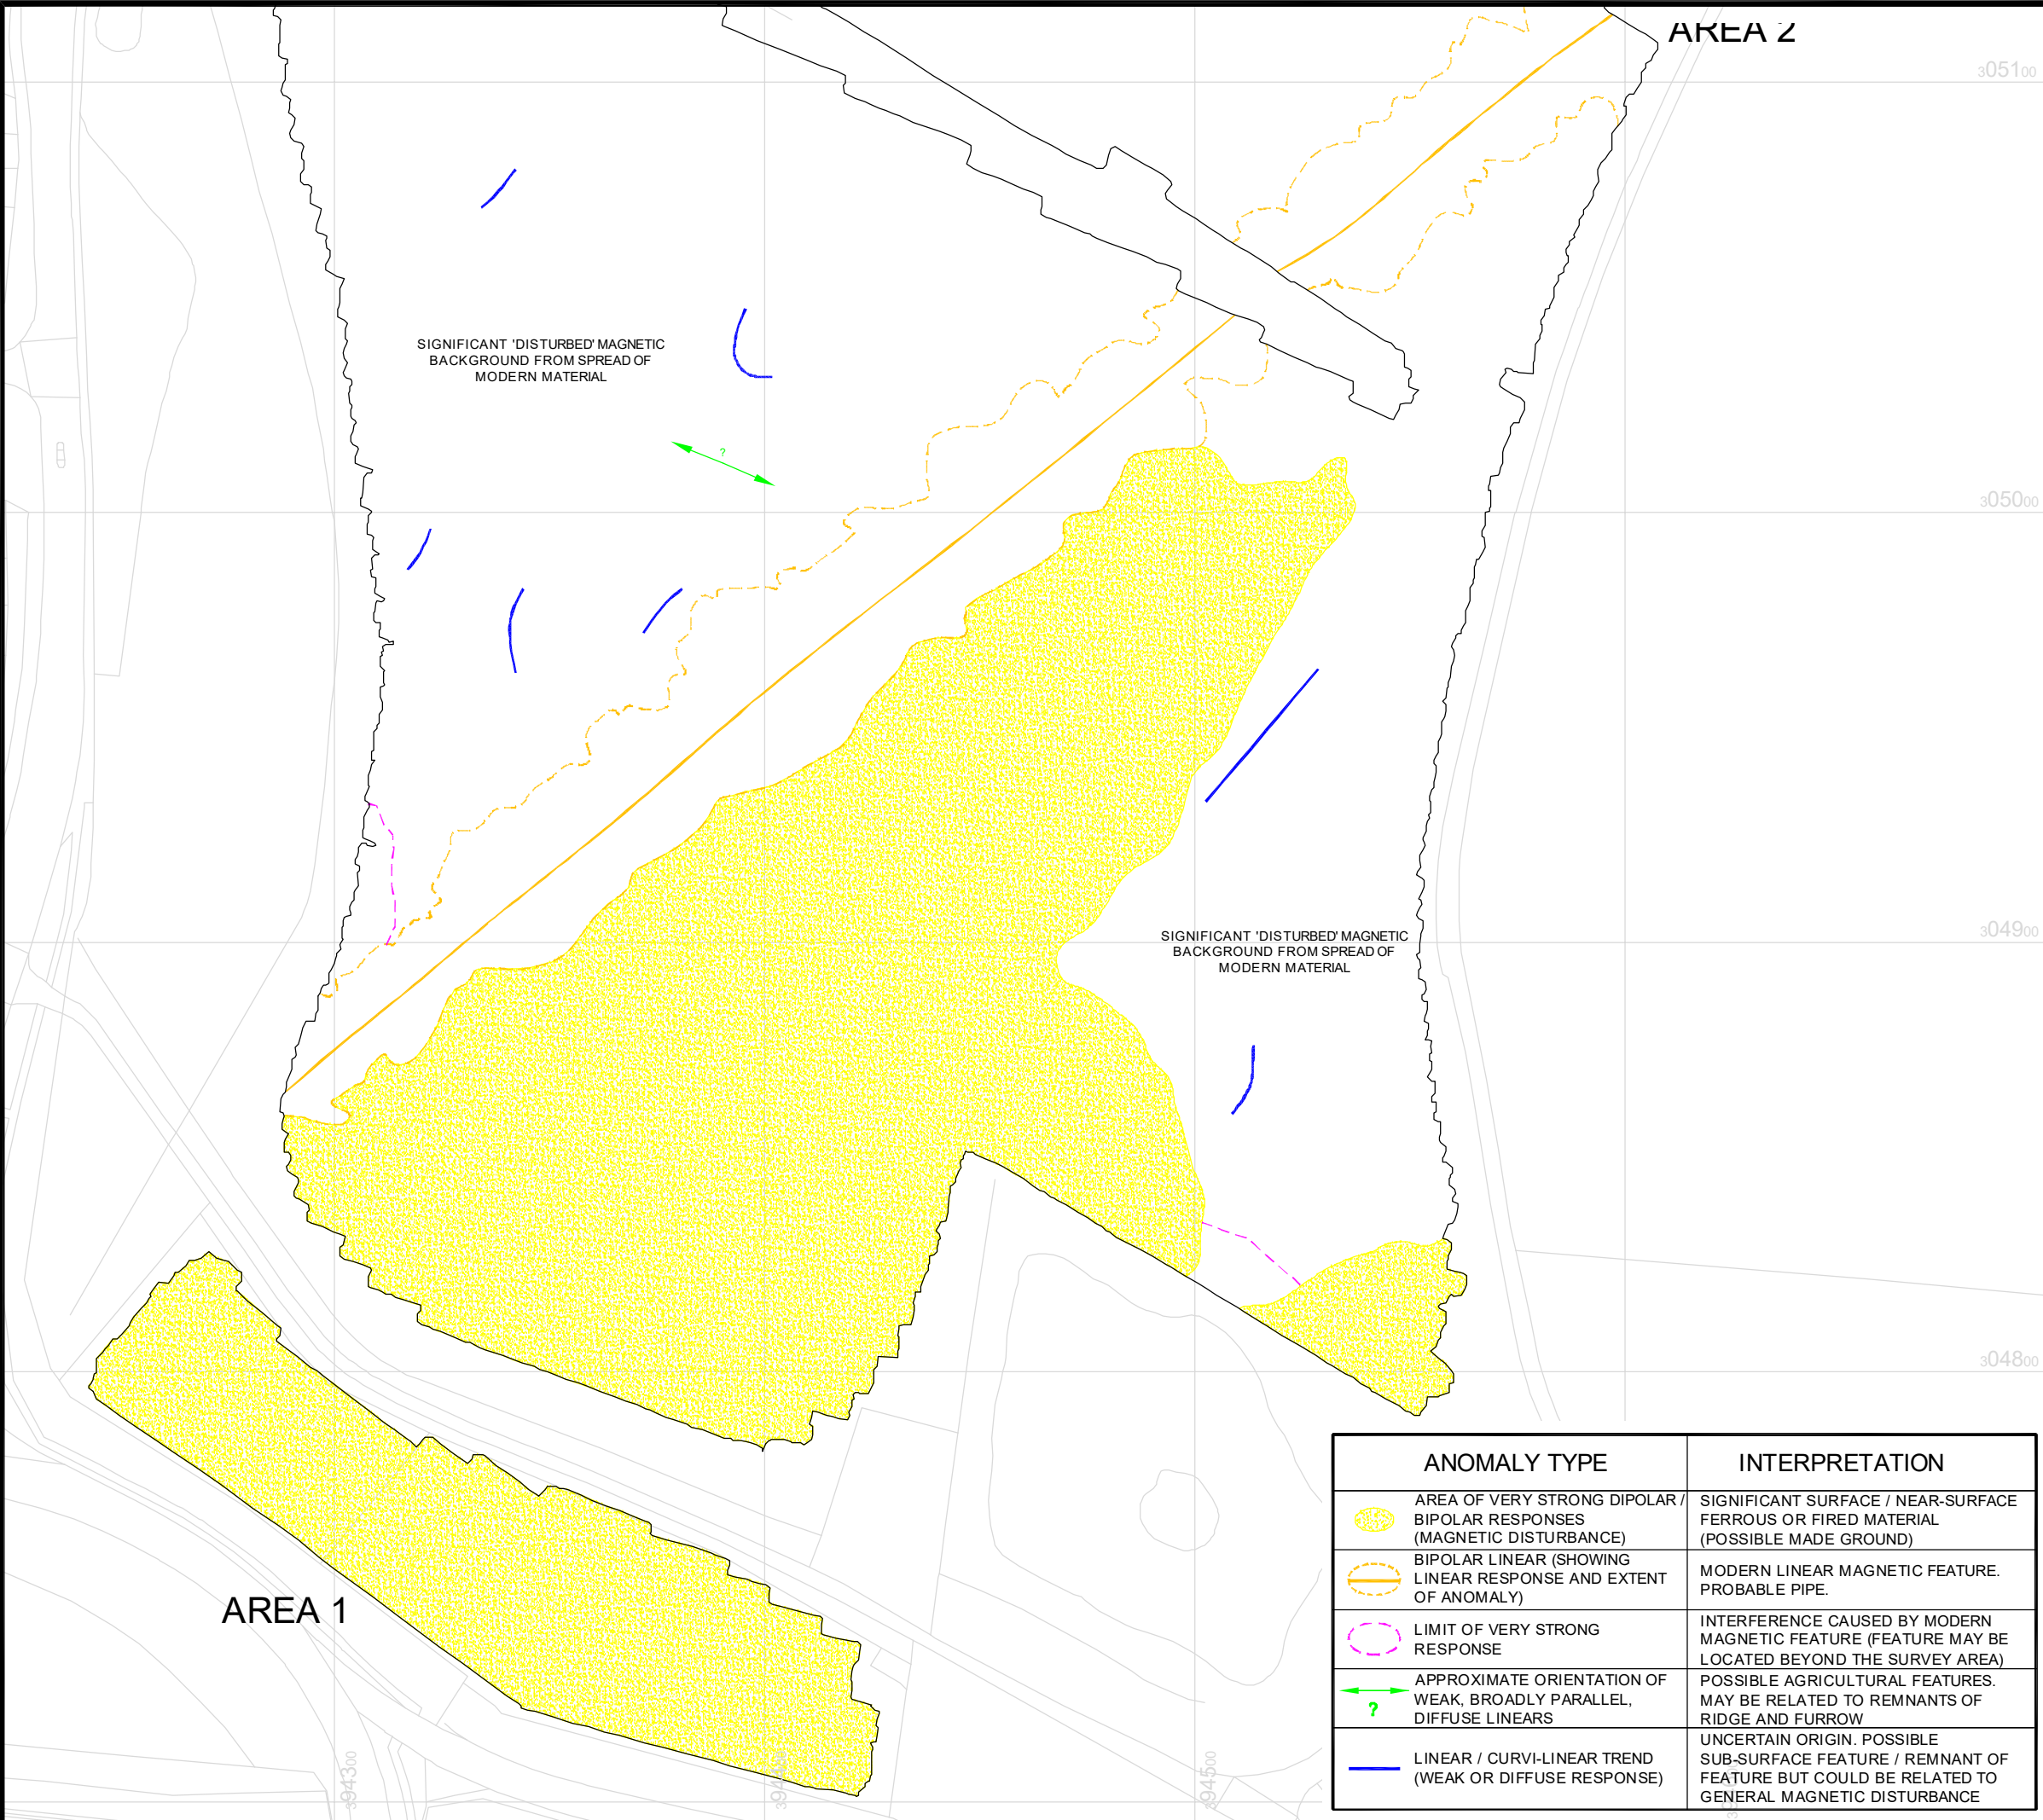 AREA 2
305100
SIGNIFICANT 'DISTURBED' MAGNETIC
BACKGROUND FROM SPREAD OF
MODERN MATERIAL
?
305000
SIGNIFICANT 'DISTURBED' MAGNETIC
BACKGROUND FROM SPREAD OF
MODERN MATERIAL
304900
304800
AREA 1
394300
394500
ANOMALY TYPE
INTERPRETATION
AREA OF VERY STRONG DIPOLAR /
BIPOLAR RESPONSES
(MAGNETIC DISTURBANCE)
SIGNIFICANT SURFACE / NEAR-SURFACE
FERROUS OR FIRED MATERIAL
(POSSIBLE MADE GROUND)
BIPOLAR LINEAR (SHOWING
LINEAR RESPONSE AND EXTENT
OF ANOMALY)
MODERN LINEAR MAGNETIC FEATURE.
PROBABLE PIPE.
LIMIT OF VERY STRONG
RESPONSE
INTERFERENCE CAUSED BY MODERN
MAGNETIC FEATURE (FEATURE MAY BE
LOCATED BEYOND THE SURVEY AREA)
?
APPROXIMATE ORIENTATION OF
WEAK, BROADLY PARALLEL,
DIFFUSE LINEARS
POSSIBLE AGRICULTURAL FEATURES.
MAY BE RELATED TO REMNANTS OF
RIDGE AND FURROW
LINEAR / CURVI-LINEAR TREND
(WEAK OR DIFFUSE RESPONSE)
UNCERTAIN ORIGIN. POSSIBLE
SUB-SURFACE FEATURE / REMNANT OF
FEATURE BUT COULD BE RELATED TO
GENERAL MAGNETIC DISTURBANCE